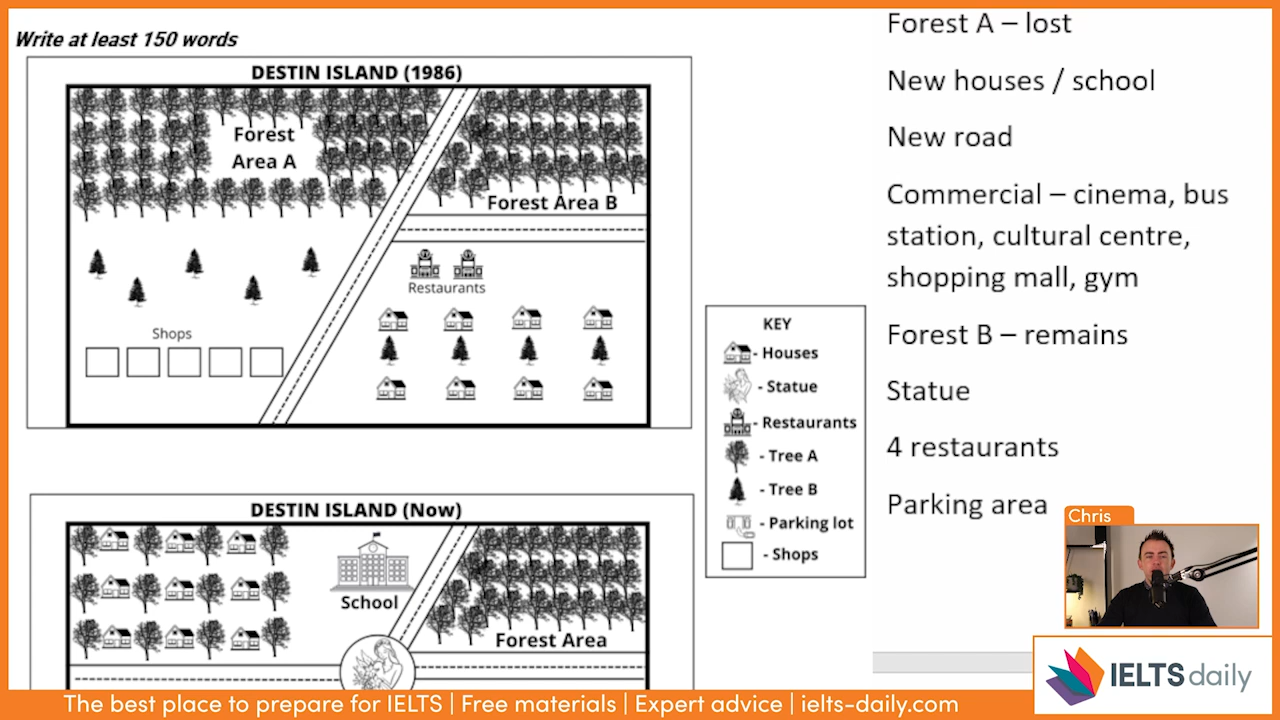 Write at least 150 words
DESTIN ISLAND (1986)
Forest
Area A
Forest Area B
Restaurants
Shops
KEY
- Houses
- Statue
- Restaurants
- Tree A
- Tree B
- Parking lot
- Shops
DESTIN ISLAND (Now)
School
Forest Area
Forest A – lost
New houses / school
New road
Commercial – cinema, bus
station, cultural centre,
shopping mall, gym
Forest B – remains
Statue
4 restaurants
Parking area
Chris
IELTS daily
The best place to prepare for IELTS | Free materials | Expert advice | ielts-daily.com